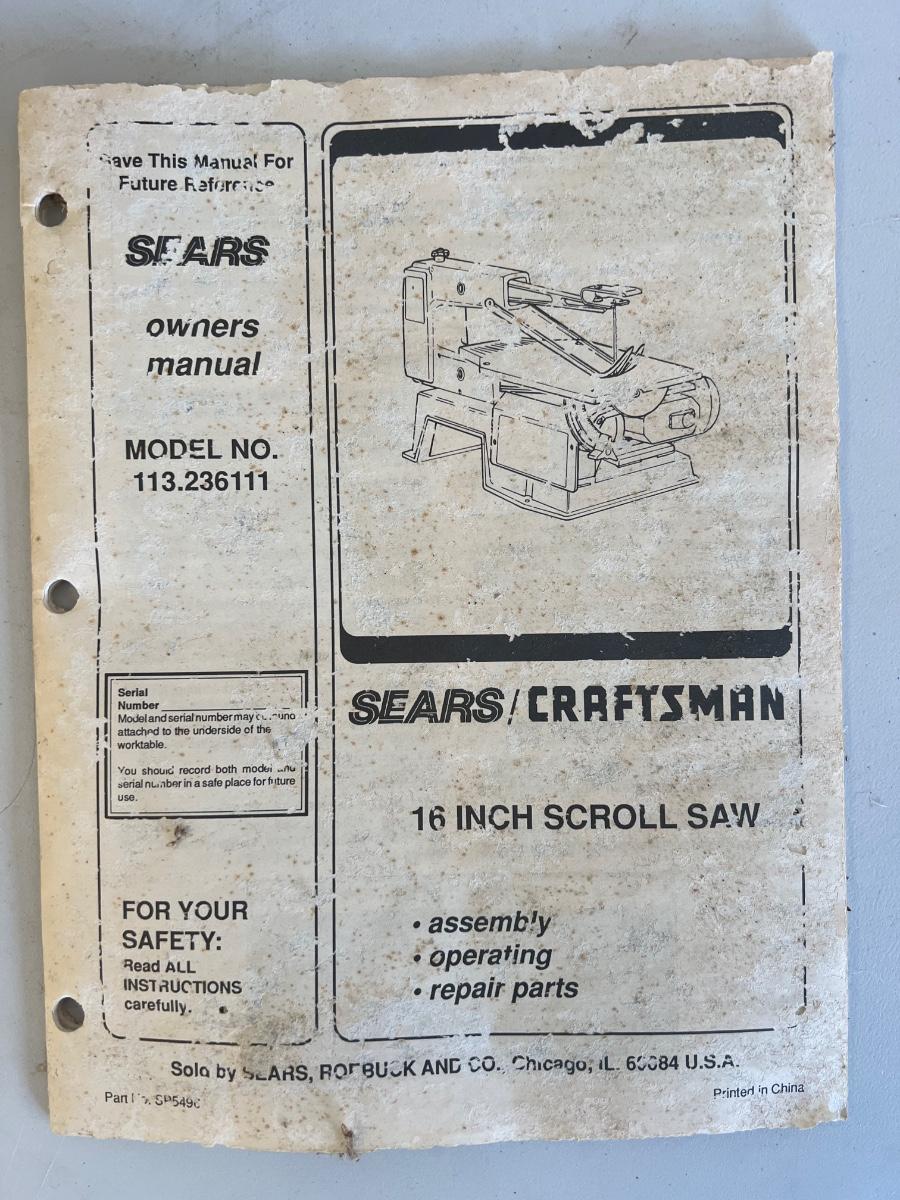 Save This Manual For
Future Reference
SEARS
owners
manual
MODEL NO.
113.236111
Serial
Number
Model and serial number may be found
attached to the underside of the
worktable.
You should record both model and
serial number in a safe place for future
use.
FOR YOUR
SAFETY:
Read ALL
INSTRUCTIONS
carefully.
SEARS/CRAFTSMAN
16 INCH SCROLL SAW
• assembly
• operating
• repair parts
Sold by SEARS, ROEBUCK AND CO., Chicago, IL. 60684 U.S.A.
Part No.
Printed in China